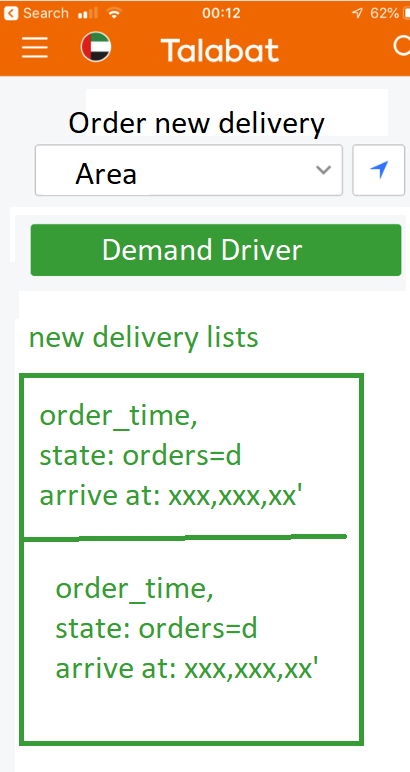 Search 00:12 62%
Talabat
Order new delivery
Area
Demand Driver
new delivery lists
order_time,
state: orders=d
arrive at: xxx,xxx,xx'
order_time,
state: orders=d
arrive at: xxx,xxx,xx'